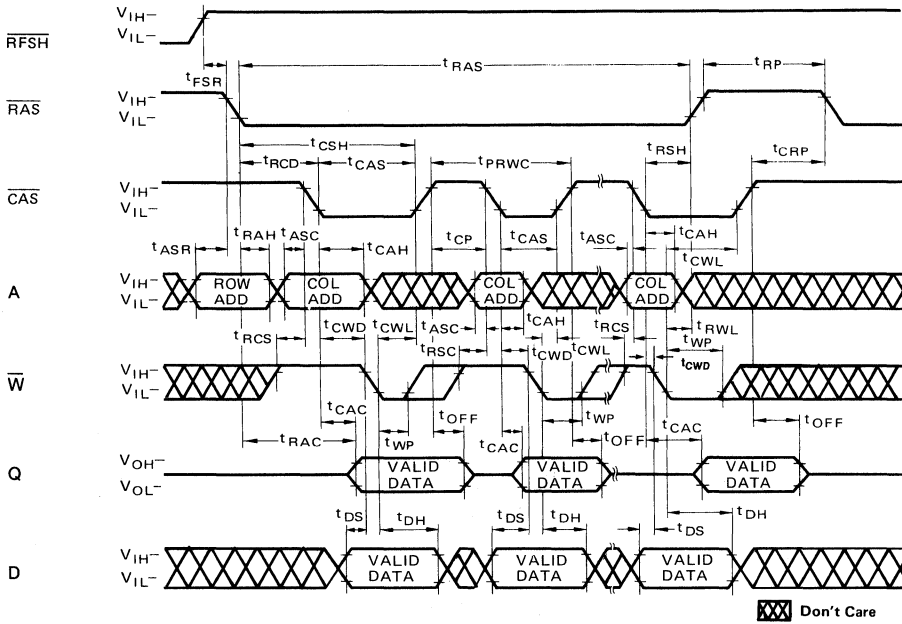 RFSH
VIH–
VIL–
tFSR
tRAS
tRP
RAS
VIH–
VIL–
tCSH
tRCD
tCAS
tPRWC
tRSH
tCRP
CAS
VIH–
VIL–
tASR
tRAH
tASC
tCAH
tCP
tCAS
tASC
tCAH
tCWL
A
VIH–
VIL–
ROW ADD
COL ADD
COL ADD
COL ADD
tRCS
tCWD
tCWL
tASC
tCAH
tRCS
tRWL
tRSC
tCWD
tCWL
tWP
tCWD
W
VIH–
VIL–
tCAC
tRAC
tWP
tOFF
tCAC
tWP
tOFF
tCAC
tOFF
Q
VOH–
VOL–
VALID DATA
VALID DATA
VALID DATA
tDS
tDH
tDS
tDH
tDS
tDH
D
VIH–
VIL–
VALID DATA
VALID DATA
VALID DATA
Don't Care